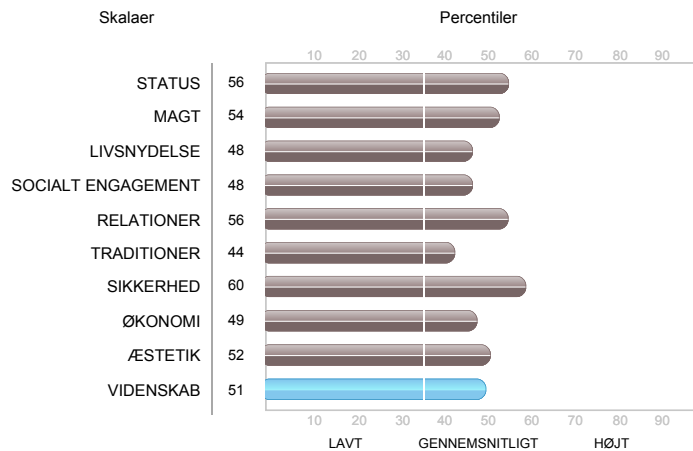 Skalaer Percentiler
10 20 30 40 50 60 70 80 90
STATUS 56
MAGT 54
LIVSNYDELSE 48
SOCIALT ENGAGEMENT 48
RELATIONER 56
TRADITIONER 44
SIKKERHED 60
ØKONOMI 49
ÆSTETIK 52
VIDENSKAB 51
10 20 30 40 50 60 70 80 90
LAVT GENNEMSNITLIGT HØJT